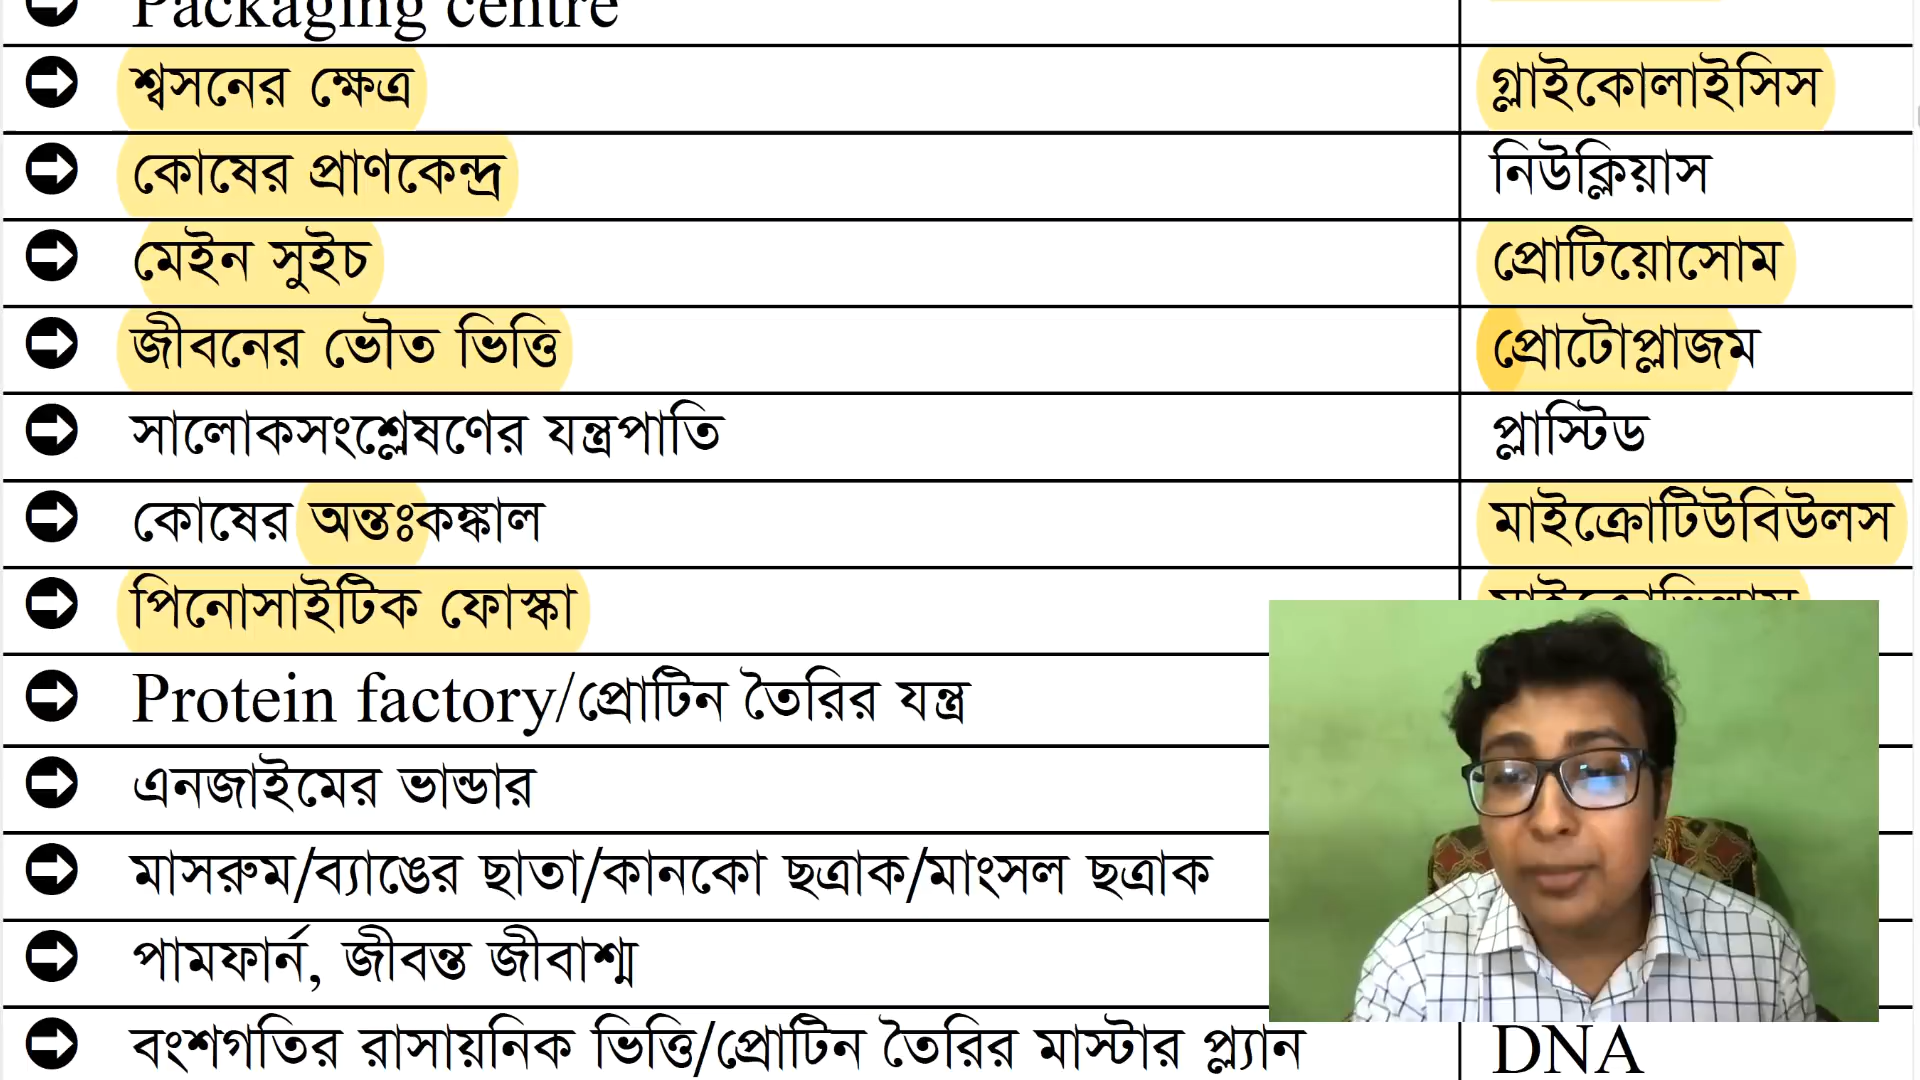 Packaging centre
শ্বসনের ক্ষেত্র গ্লাইকোলাইসিস
কোষের প্রাণকেন্দ্র নিউক্লিয়াস
মেইন সুইচ প্রোটিয়োসোম
জীবনের ভৌত ভিত্তি প্রোটোপ্লাজম
সালোকসংশ্লেষণের যন্ত্রপাতি প্লাস্টিড
কোষের অন্তঃকঙ্কাল মাইক্রোটিউবিউলস
পিনোসাইটিক ফোস্কা
Protein factory/প্রোটিন তৈরির যন্ত্র
এনজাইমের ভান্ডার
মাসরুম/ব্যাঙের ছাতা/কানকো ছত্রাক/মাংসল ছত্রাক
পামফার্ন, জীবন্ত জীবাশ্ম
বংশগতির রাসায়নিক ভিত্তি/প্রোটিন তৈরির মাস্টার প্ল্যান DNA